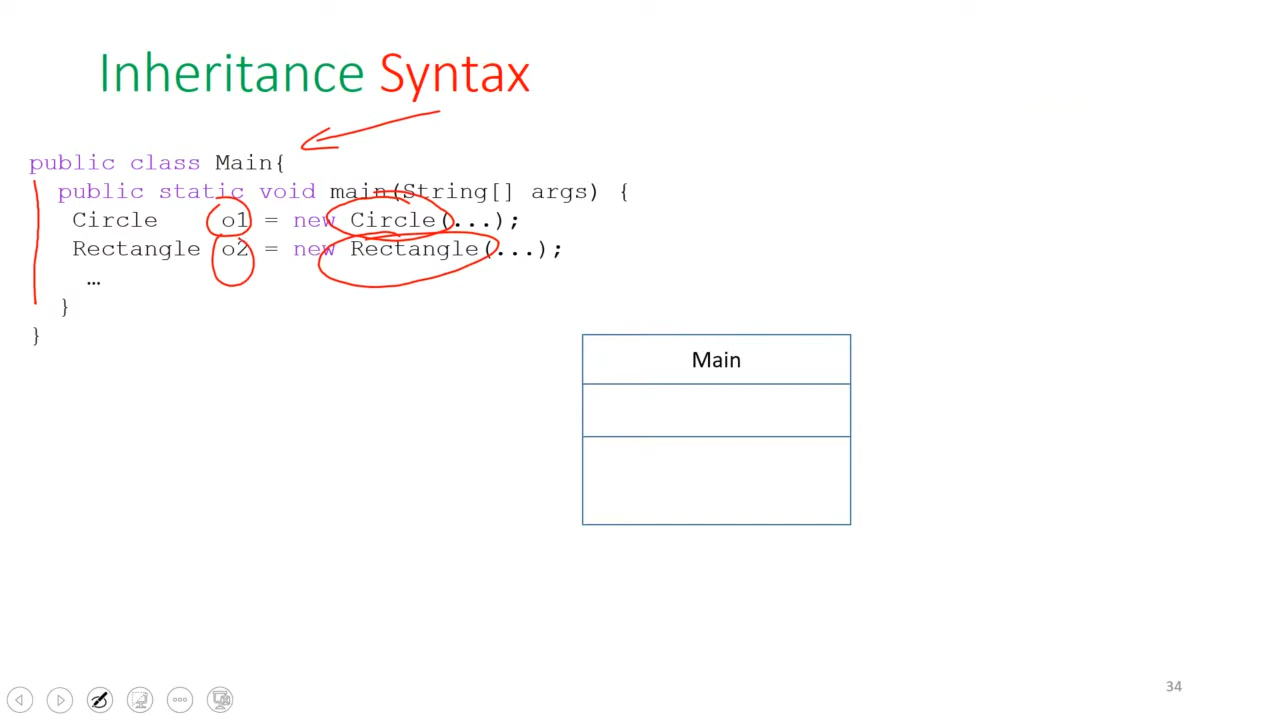 Inheritance Syntax
public class Main{
public static void main(String[] args) {
Circle o1 = new Circle(...);
Rectangle o2 = new Rectangle(...);
…
}
}
Main
34